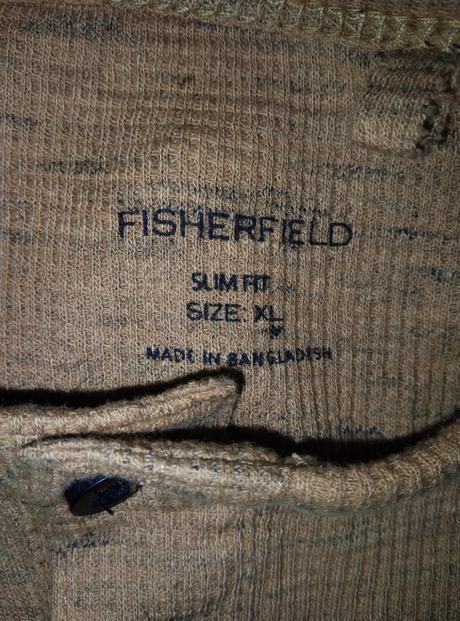 FISHERFIELD
SLIM FIT
SIZE: XL
MADE IN BANGLADESH